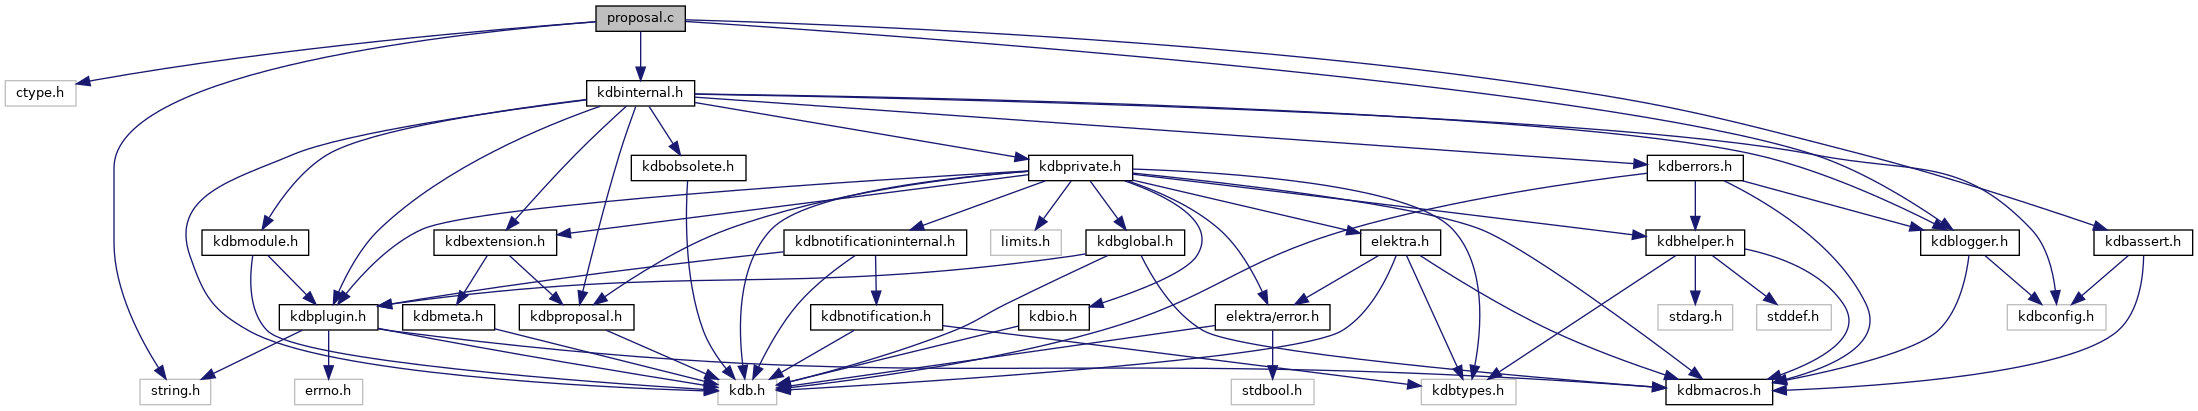 proposal.c
ctype.h
kdbinternal.h
kdbobsolete.h
kdbprivate.h
kdberrors.h
kdbmodule.h
kdbextension.h
kdbnotificationinternal.h
limits.h
kdbglobal.h
elektra.h
kdbhelper.h
kdblogger.h
kdbassert.h
kdbplugin.h
kdbmeta.h
kdbproposal.h
kdbnotification.h
kdbio.h
elektra/error.h
stdarg.h
stddef.h
kdbconfig.h
string.h
errno.h
kdb.h
stdbool.h
kdbtypes.h
kdbmacros.h